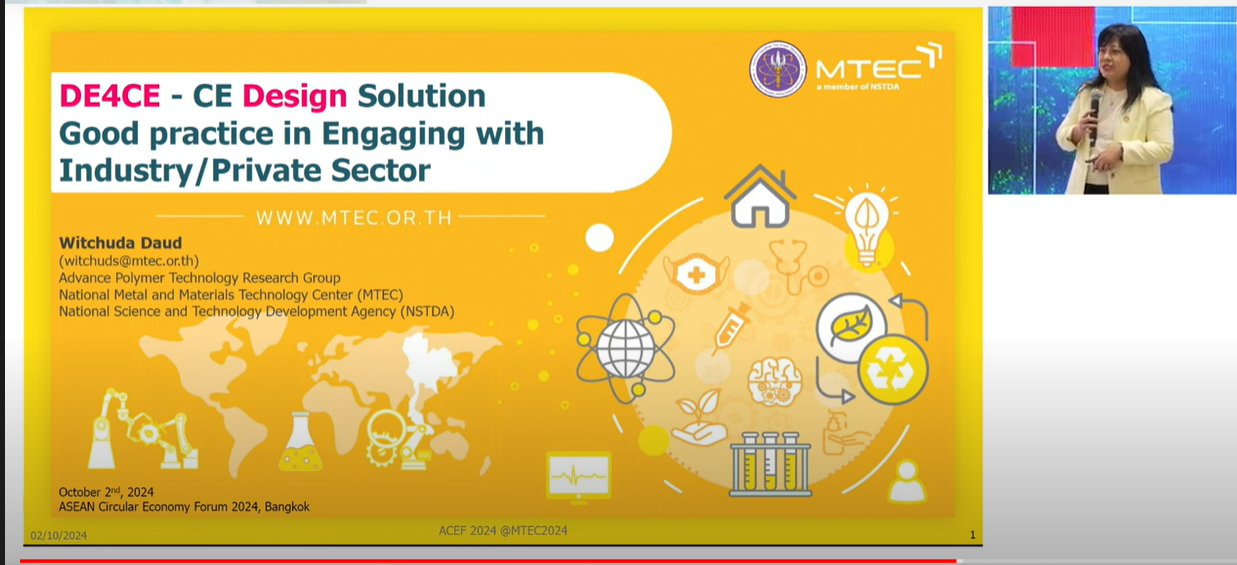 MTEC
a member of NSTDA
DE4CE - CE Design Solution
Good practice in Engaging with
Industry/Private Sector
WWW.MTEC.OR.TH
Witchuda Daud
(witchuds@mtec.or.th)
Advance Polymer Technology Research Group
National Metal and Materials Technology Center (MTEC)
National Science and Technology Development Agency (NSTDA)
October 2nd, 2024
ASEAN Circular Economy Forum 2024, Bangkok
02/10/2024
ACEF 2024 @MTEC2024
1